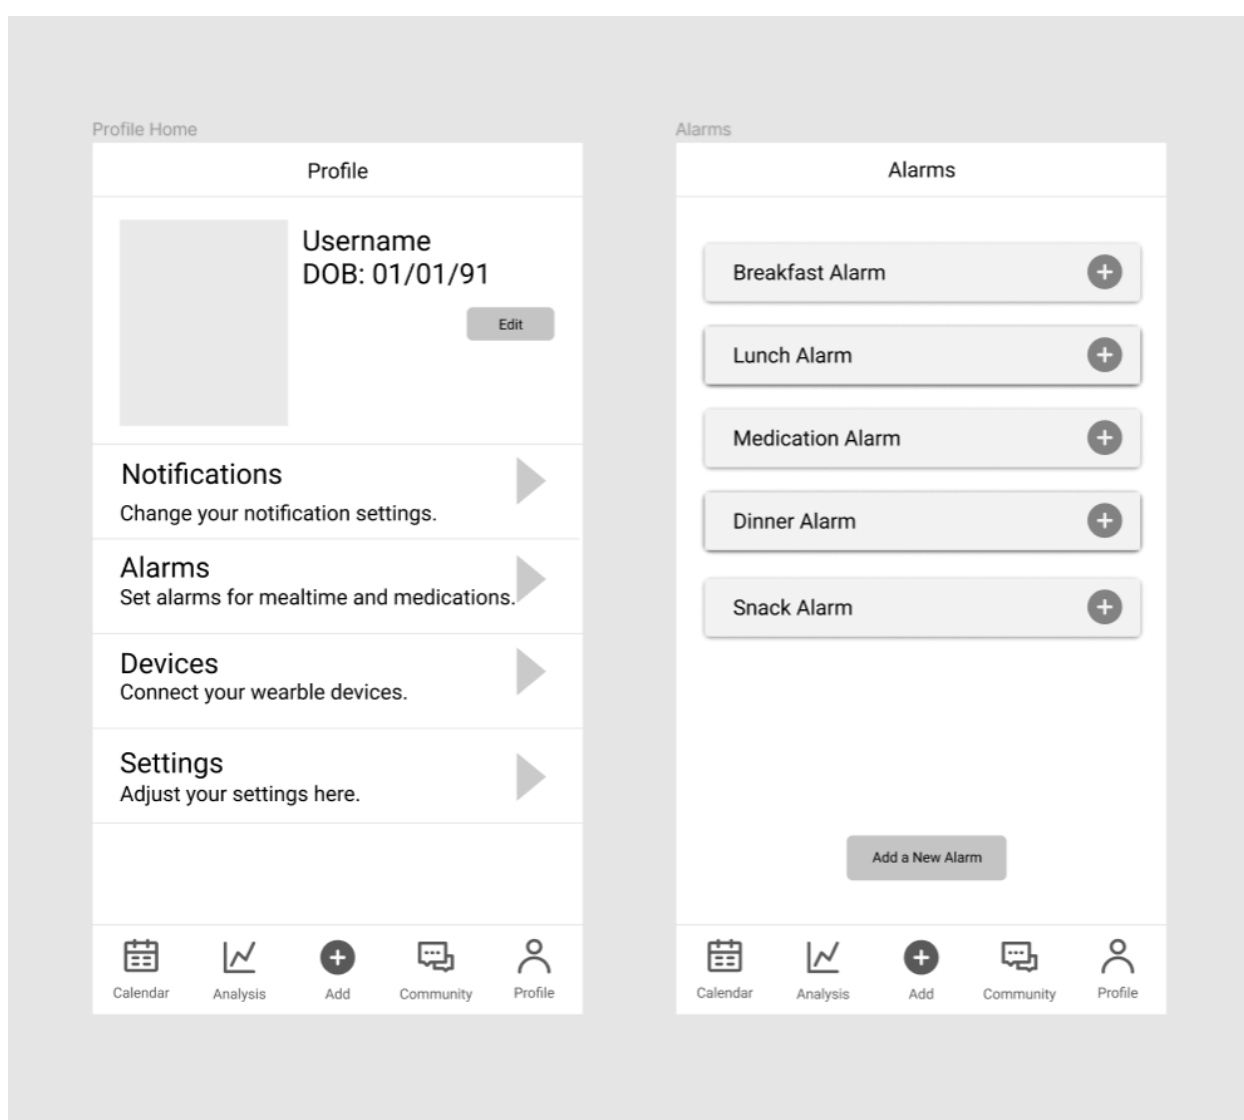 Profile Home
Profile
Username
DOB: 01/01/91
Edit
Notifications
Change your notification settings.
Alarms
Set alarms for mealtime and medications.
Devices
Connect your wearble devices.
Settings
Adjust your settings here.
Calendar
Analysis
Add
Community
Profile
Alarms
Alarms
Breakfast Alarm
Lunch Alarm
Medication Alarm
Dinner Alarm
Snack Alarm
Add a New Alarm
Calendar
Analysis
Add
Community
Profile